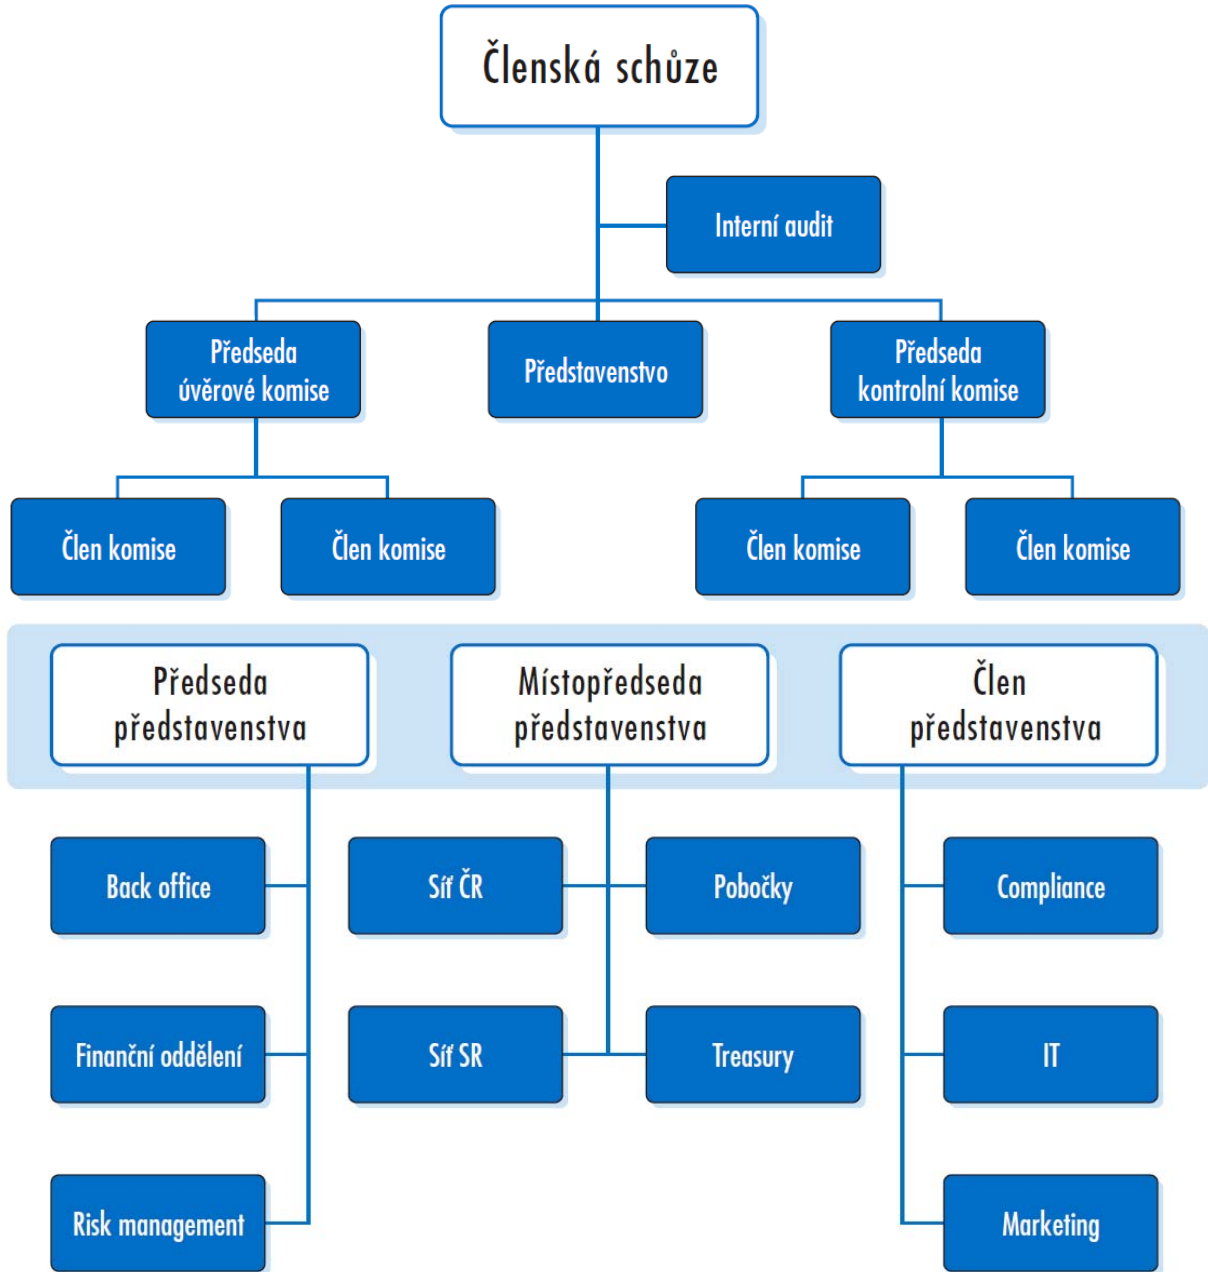 Členská schůze
Interní audit
Předseda
úvěrové komise
Představenstvo
Předseda
kontrolní komise
Člen komise
Člen komise
Člen komise
Člen komise
Předseda
představenstva
Místopředseda
představenstva
Člen
představenstva
Back office
Síť ČR
Pobočky
Compliance
Finanční oddělení
Síť SR
Treasury
IT
Risk management
Marketing